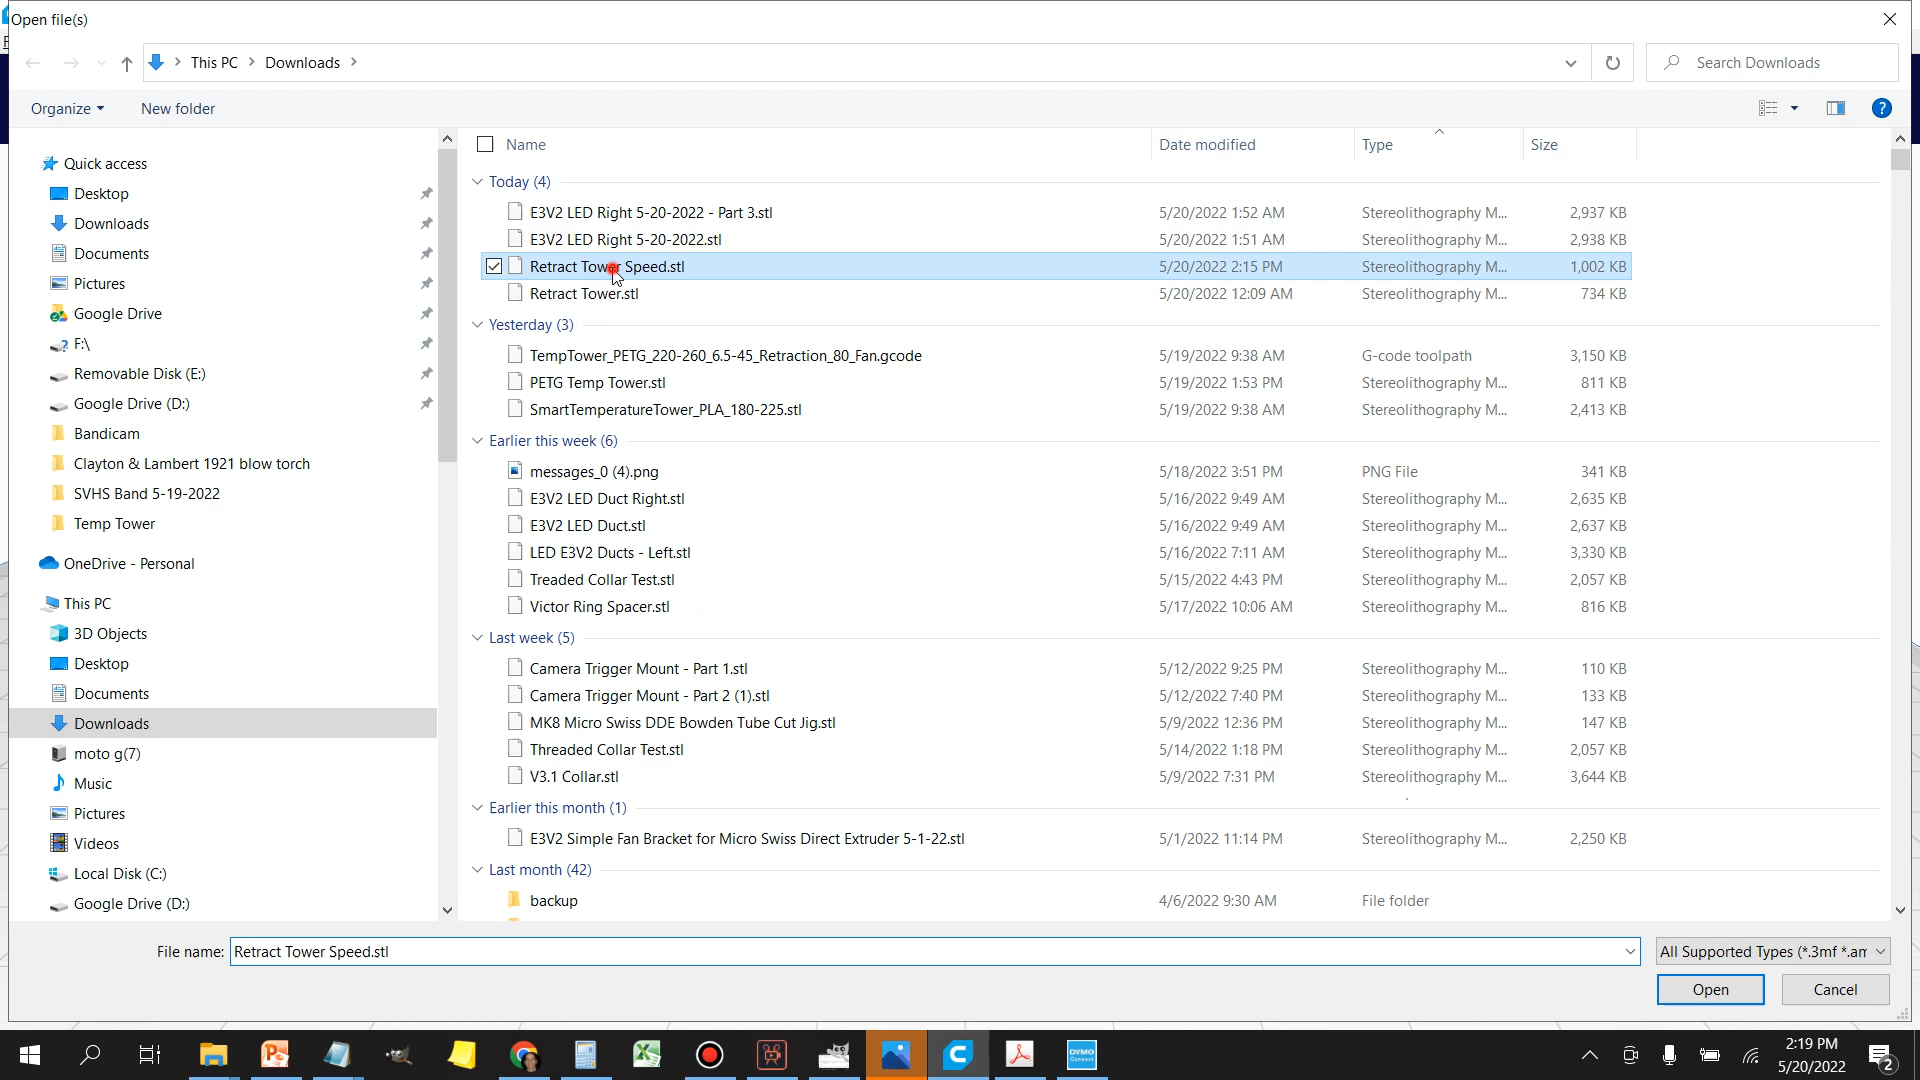 Open file(s)
This PC > Downloads >
Search Downloads
Organize
New folder
?
Quick access
Desktop
Downloads
Documents
Pictures
Google Drive
F:\
Removable Disk (E:)
Google Drive (D:)
Bandicam
Clayton & Lambert 1921 blow torch
SVHS Band 5-19-2022
Temp Tower
OneDrive - Personal
This PC
3D Objects
Desktop
Documents
Downloads
moto g(7)
Music
Pictures
Videos
Local Disk (C:)
Google Drive (D:)
Name Date modified Type Size
Today (4)
E3V2 LED Right 5-20-2022 - Part 3.stl 5/20/2022 1:52 AM Stereolithography M... 2,937 KB
E3V2 LED Right 5-20-2022.stl 5/20/2022 1:51 AM Stereolithography M... 2,938 KB
Retract Tower Speed.stl 5/20/2022 2:15 PM Stereolithography M... 1,002 KB
Retract Tower.stl 5/20/2022 12:09 AM Stereolithography M... 734 KB
Yesterday (3)
TempTower_PETG_220-260_6.5-45_Retraction_80_Fan.gcode 5/19/2022 9:38 AM G-code toolpath 3,150 KB
PETG Temp Tower.stl 5/19/2022 1:53 PM Stereolithography M... 811 KB
SmartTemperatureTower_PLA_180-225.stl 5/19/2022 9:38 AM Stereolithography M... 2,413 KB
Earlier this week (6)
messages_0 (4).png 5/18/2022 3:51 PM PNG File 341 KB
E3V2 LED Duct Right.stl 5/16/2022 9:49 AM Stereolithography M... 2,635 KB
E3V2 LED Duct.stl 5/16/2022 9:49 AM Stereolithography M... 2,637 KB
LED E3V2 Ducts - Left.stl 5/16/2022 7:11 AM Stereolithography M... 3,330 KB
Treaded Collar Test.stl 5/15/2022 4:43 PM Stereolithography M... 2,057 KB
Victor Ring Spacer.stl 5/17/2022 10:06 AM Stereolithography M... 816 KB
Last week (5)
Camera Trigger Mount - Part 1.stl 5/12/2022 9:25 PM Stereolithography M... 110 KB
Camera Trigger Mount - Part 2 (1).stl 5/12/2022 7:40 PM Stereolithography M... 133 KB
MK8 Micro Swiss DDE Bowden Tube Cut Jig.stl 5/9/2022 12:36 PM Stereolithography M... 147 KB
Threaded Collar Test.stl 5/14/2022 1:18 PM Stereolithography M... 2,057 KB
V3.1 Collar.stl 5/9/2022 7:31 PM Stereolithography M... 3,644 KB
Earlier this month (1)
E3V2 Simple Fan Bracket for Micro Swiss Direct Extruder 5-1-22.stl 5/1/2022 11:14 PM Stereolithography M... 2,250 KB
Last month (42)
backup 4/6/2022 9:30 AM File folder
File name: Retract Tower Speed.stl All Supported Types (*.3mf *.am
Open Cancel
DYMO
Connect
2:19 PM
5/20/2022
2